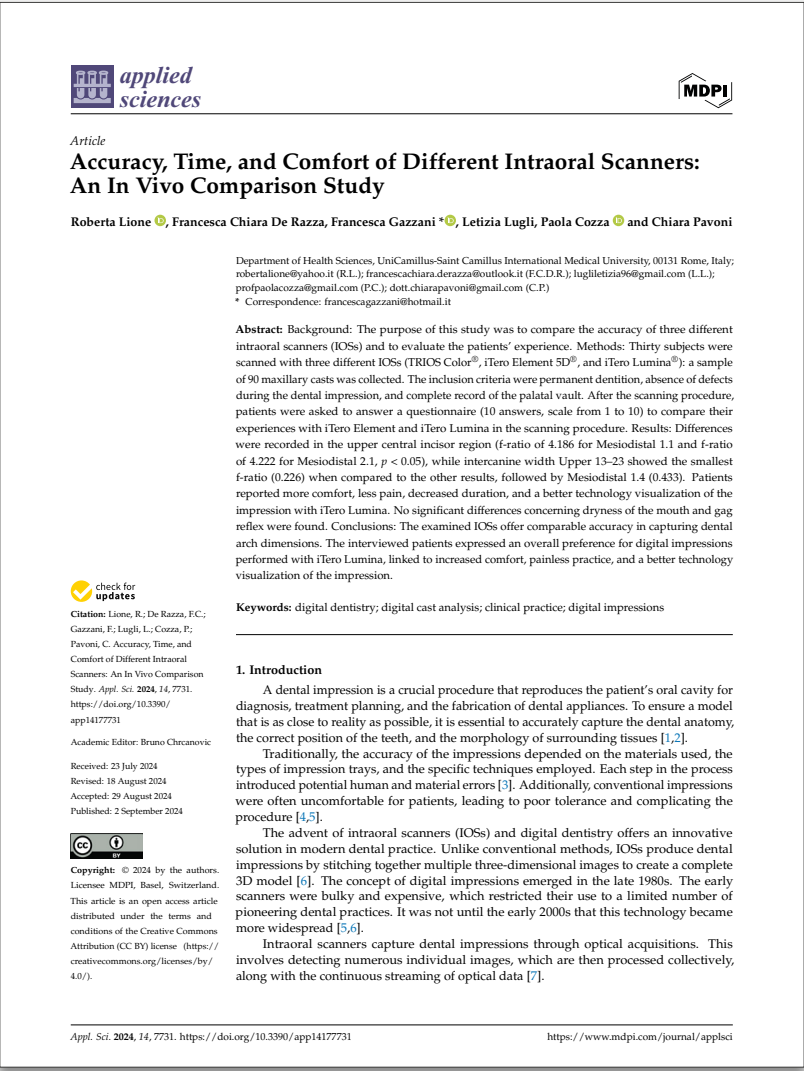 applied
sciences
MDPI
Article
Accuracy, Time, and Comfort of Different Intraoral Scanners:
An In Vivo Comparison Study
Roberta Lione iD, Francesca Chiara De Razza, Francesca Gazzani *iD, Letizia Lugli, Paola Cozza iD and Chiara Pavoni
Department of Health Sciences, UniCamillus-Saint Camillus International Medical University, 00131 Rome, Italy;
robertalione@yahoo.it (R.L.); francescachiara.derazza@outlook.it (F.C.D.R.); lugliletizia96@gmail.com (L.L.);
profpaolacozza@gmail.com (P.C.); dott.chiarapavoni@gmail.com (C.P.)
* Correspondence: francescagazzani@hotmail.it
Abstract: Background: The purpose of this study was to compare the accuracy of three different
intraoral scanners (IOSs) and to evaluate the patients’ experience. Methods: Thirty subjects were
scanned with three different IOSs (TRIOS Color®, iTero Element 5D®, and iTero Lumina®): a sample
of 90 maxillary casts was collected. The inclusion criteria were permanent dentition, absence of defects
during the dental impression, and complete record of the palatal vault. After the scanning procedure,
patients were asked to answer a questionnaire (10 answers, scale from 1 to 10) to compare their
experiences with iTero Element and iTero Lumina in the scanning procedure. Results: Differences
were recorded in the upper central incisor region (f-ratio of 4.186 for Mesiodistal 1.1 and f-ratio
of 4.222 for Mesiodistal 2.1, p < 0.05), while intercanine width Upper 13–23 showed the smallest
f-ratio (0.226) when compared to the other results, followed by Mesiodistal 1.4 (0.433). Patients
reported more comfort, less pain, decreased duration, and a better technology visualization of the
impression with iTero Lumina. No significant differences concerning dryness of the mouth and gag
reflex were found. Conclusions: The examined IOSs offer comparable accuracy in capturing dental
arch dimensions. The interviewed patients expressed an overall preference for digital impressions
performed with iTero Lumina, linked to increased comfort, painless practice, and a better technology
visualization of the impression.
Keywords: digital dentistry; digital cast analysis; clinical practice; digital impressions
check for
updates
Citation: Lione, R.; De Razza, F.C.;
Gazzani, F.; Lugli, L.; Cozza, P.;
Pavoni, C. Accuracy, Time, and
Comfort of Different Intraoral
Scanners: An In Vivo Comparison
Study. Appl. Sci. 2024, 14, 7731.
https://doi.org/10.3390/
app14177731
Academic Editor: Bruno Chrcanovic
Received: 23 July 2024
Revised: 18 August 2024
Accepted: 29 August 2024
Published: 2 September 2024
CC BY
Copyright: © 2024 by the authors.
Licensee MDPI, Basel, Switzerland.
This article is an open access article
distributed under the terms and
conditions of the Creative Commons
Attribution (CC BY) license (https://
creativecommons.org/licenses/by/
4.0/).
1. Introduction
A dental impression is a crucial procedure that reproduces the patient’s oral cavity for
diagnosis, treatment planning, and the fabrication of dental appliances. To ensure a model
that is as close to reality as possible, it is essential to accurately capture the dental anatomy,
the correct position of the teeth, and the morphology of surrounding tissues [1,2].
Traditionally, the accuracy of the impressions depended on the materials used, the
types of impression trays, and the specific techniques employed. Each step in the process
introduced potential human and material errors [3]. Additionally, conventional impressions
were often uncomfortable for patients, leading to poor tolerance and complicating the
procedure [4,5].
The advent of intraoral scanners (IOSs) and digital dentistry offers an innovative
solution in modern dental practice. Unlike conventional methods, IOSs produce dental
impressions by stitching together multiple three-dimensional images to create a complete
3D model [6]. The concept of digital impressions emerged in the late 1980s. The early
scanners were bulky and expensive, which restricted their use to a limited number of
pioneering dental practices. It was not until the early 2000s that this technology became
more widespread [5,6].
Intraoral scanners capture dental impressions through optical acquisitions. This
involves detecting numerous individual images, which are then processed collectively,
along with the continuous streaming of optical data [7].
Appl. Sci. 2024, 14, 7731. https://doi.org/10.3390/app14177731
https://www.mdpi.com/journal/applsci